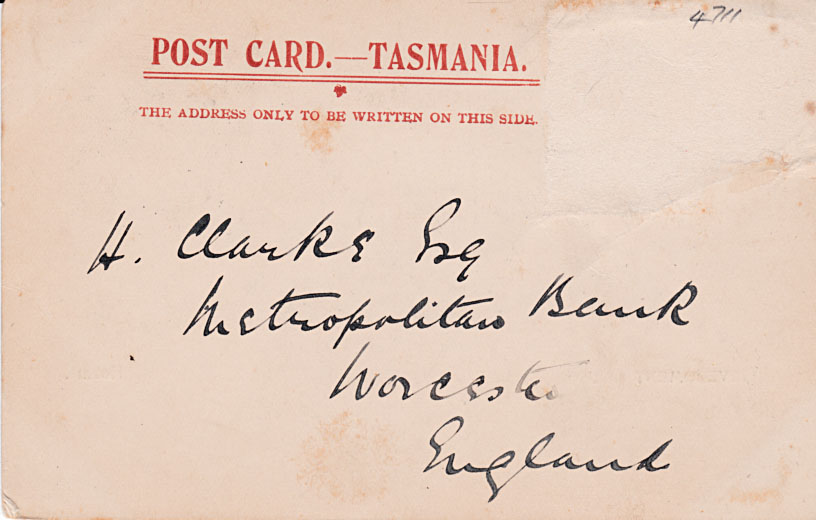 4711
POST CARD.—TASMANIA.
THE ADDRESS ONLY TO BE WRITTEN ON THIS SIDE.
H. Clarke Esq
Metropolitan Bank
Worcester
England